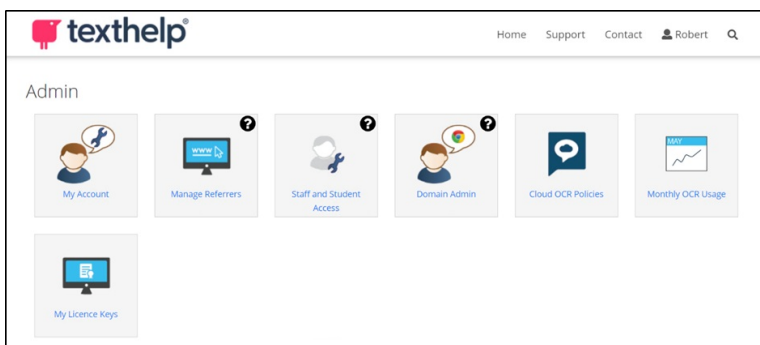 texthelp®
Home Support Contact Robert
Admin
?
?
?
www
MAY
My Account
Manage Referrers
Staff and Student
Access
Domain Admin
Cloud OCR Policies
Monthly OCR Usage
My Licence Keys